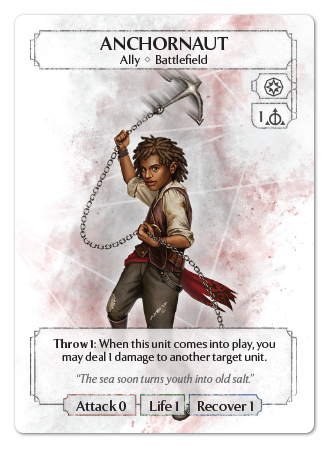 ANCHORNAUT
Ally ◇ Battlefield
1
Throw 1: When this unit comes into play, you
may deal 1 damage to another target unit.
"The sea soon turns youth into old salt."
Attack 0 Life 1 Recover 1